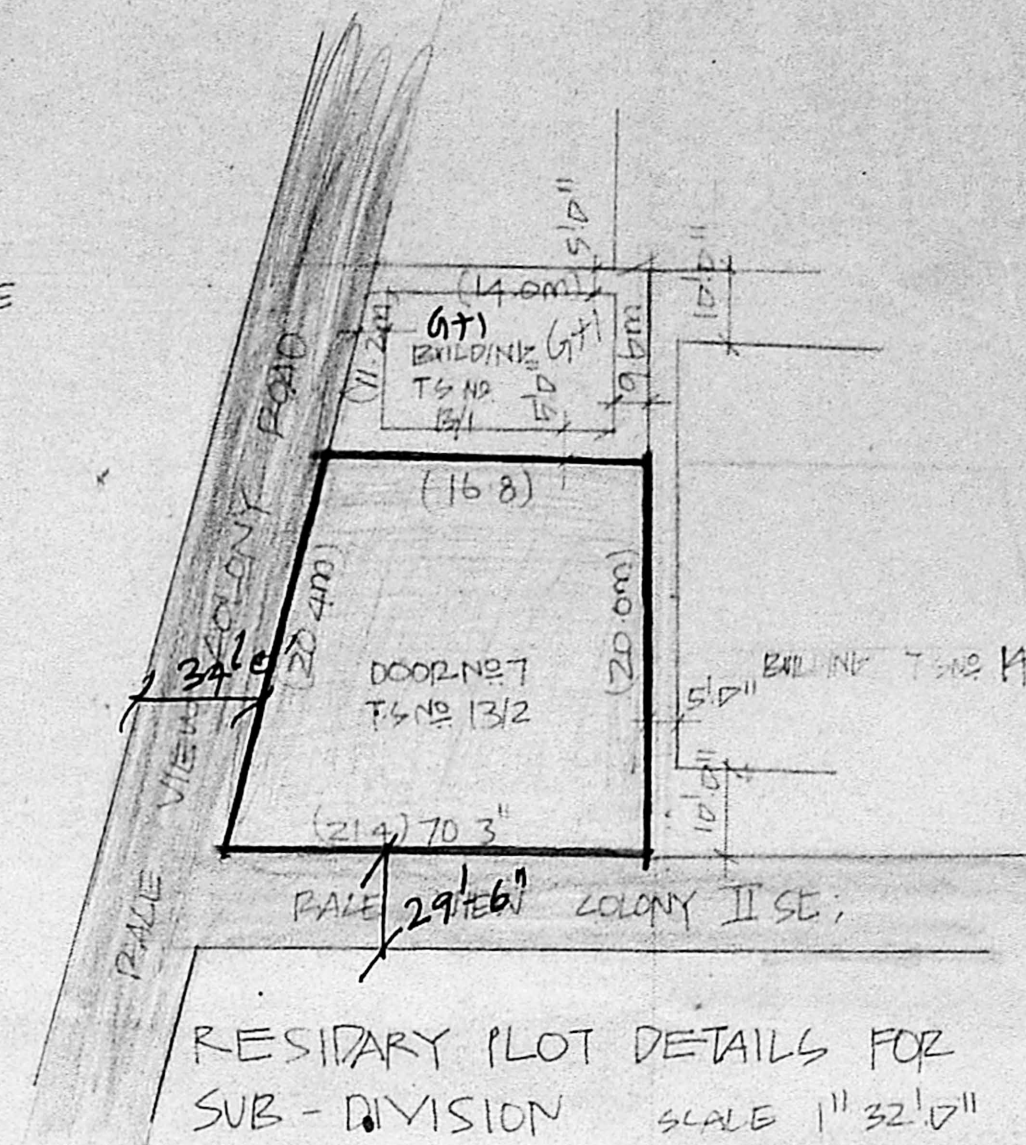 5'0"
10'0"
(14.0m)
(11.2m)
G+1
G+1
BUILDING
T.S. No.
13/1
5'0"
9.6m
RACE VIEW COLONY ROAD
(16.8)
(20.4m)
(20.0m)
34'
DOOR No 7
T.S No 13/2
BUILDING T S No 14
5'0"
10'0"
(21.4) 70 3"
29'-6"
COLONY II ST;
RESIDARY PLOT DETAILS FOR
SUB-DIVISION SCALE 1" 32'0"